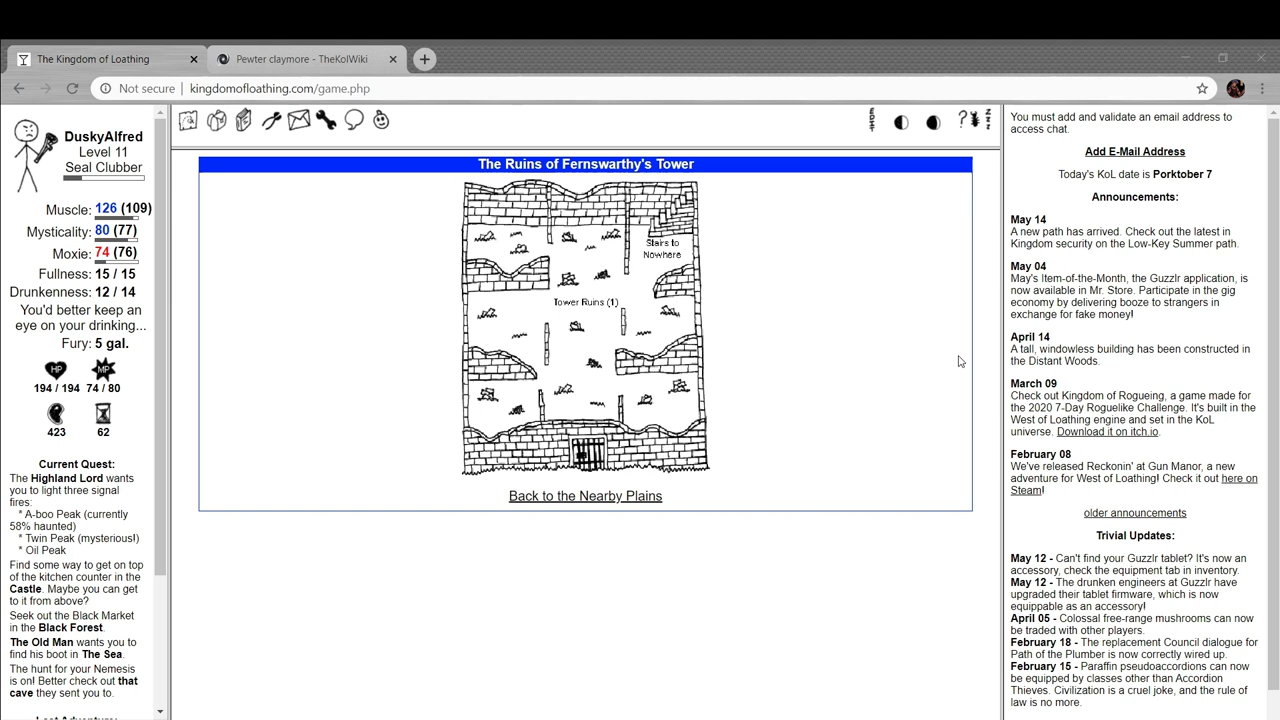 The Kingdom of Loathing
Pewter claymore - TheKolWiki
Not secure
kingdomofloathing.com/game.php
DuskyAlfred
Level 11
Seal Clubber
Muscle: 126 (109)
Mysticality: 80 (77)
Moxie: 74 (76)
Fullness: 15 / 15
Drunkenness: 12 / 14
You'd better keep an
eye on your drinking...
Fury: 5 gal.
HP MP
194 / 194 74 / 80
423 62
Current Quest:
The Highland Lord wants
you to light three signal
fires:
* A-boo Peak (currently
58% haunted)
* Twin Peak (mysterious!)
* Oil Peak
Find some way to get on top
of the kitchen counter in the
Castle. Maybe you can get
to it from above?
Seek out the Black Market
in the Black Forest.
The Old Man wants you to
find his boot in The Sea.
The hunt for your Nemesis
is on! Better check out that
cave they sent you to.
The Ruins of Fernswarthy's Tower
Stairs to
Nowhere
Tower Ruins (1)
Back to the Nearby Plains
You must add and validate an email address to
access chat.
Add E-Mail Address
Today's KoL date is Porktober 7
Announcements:
May 14
A new path has arrived. Check out the latest in
Kingdom security on the Low-Key Summer path.
May 04
May's Item-of-the-Month, the Guzzlr application, is
now available in Mr. Store. Participate in the gig
economy by delivering booze to strangers in
exchange for fake money!
April 14
A tall, windowless building has been constructed in
the Distant Woods.
March 09
Check out Kingdom of Rogueing, a game made for
the 2020 7-Day Roguelike Challenge. It's built in the
West of Loathing engine and set in the KoL
universe. Download it on itch.io.
February 08
We've released Reckonin' at Gun Manor, a new
adventure for West of Loathing! Check it out here on
Steam!
older announcements
Trivial Updates:
May 12 - Can't find your Guzzlr tablet? It's now an
accessory, check the equipment tab in inventory.
May 12 - The drunken engineers at Guzzlr have
upgraded their tablet firmware, which is now
equippable as an accessory!
April 05 - Colossal free-range mushrooms can now
be traded with other players.
February 18 - The replacement Council dialogue for
Path of the Plumber is now correctly wired up.
February 15 - Paraffin pseudoaccordions can now
be equipped by classes other than Accordion
Thieves. Civilization is a cruel joke, and the rule of
law is no more.